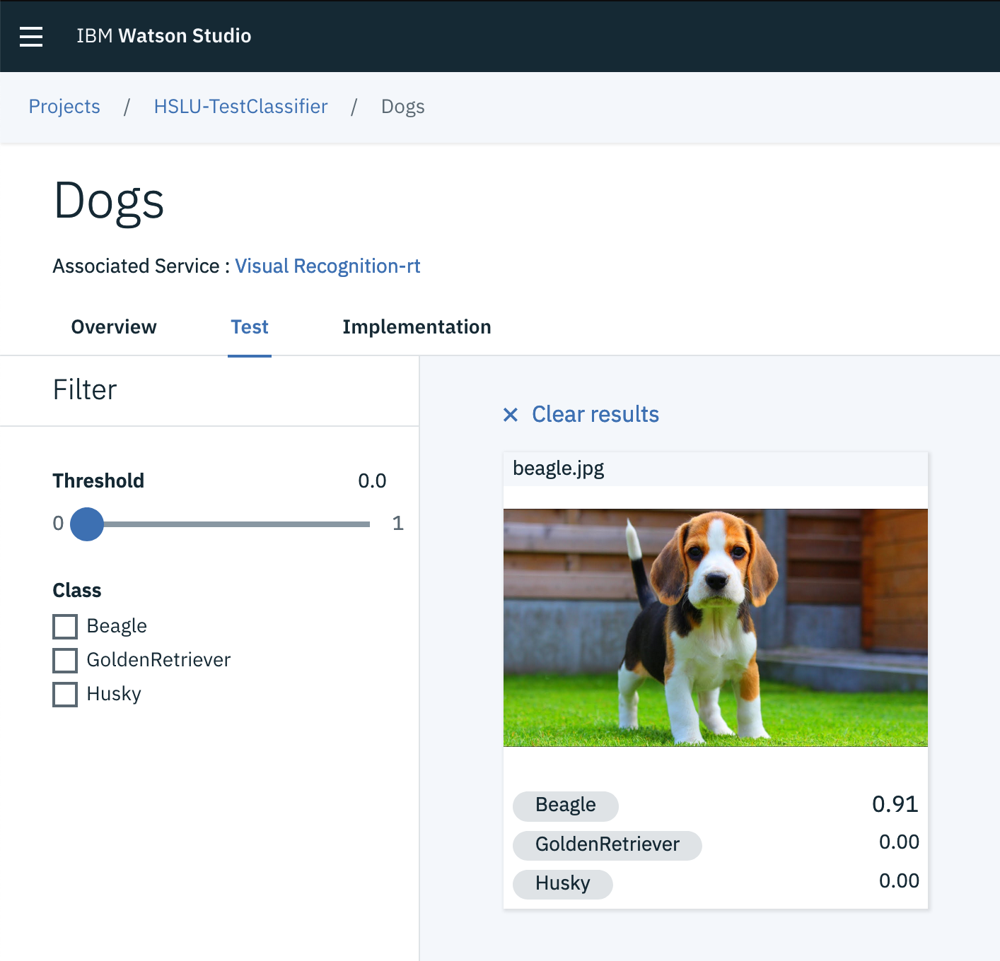 IBM Watson Studio
Projects / HSLU-TestClassifier / Dogs
Dogs
Associated Service : Visual Recognition-rt
Overview Test Implementation
Filter
Threshold 0.0
0 1
Class
Beagle
GoldenRetriever
Husky
× Clear results
beagle.jpg
Beagle 0.91
GoldenRetriever 0.00
Husky 0.00